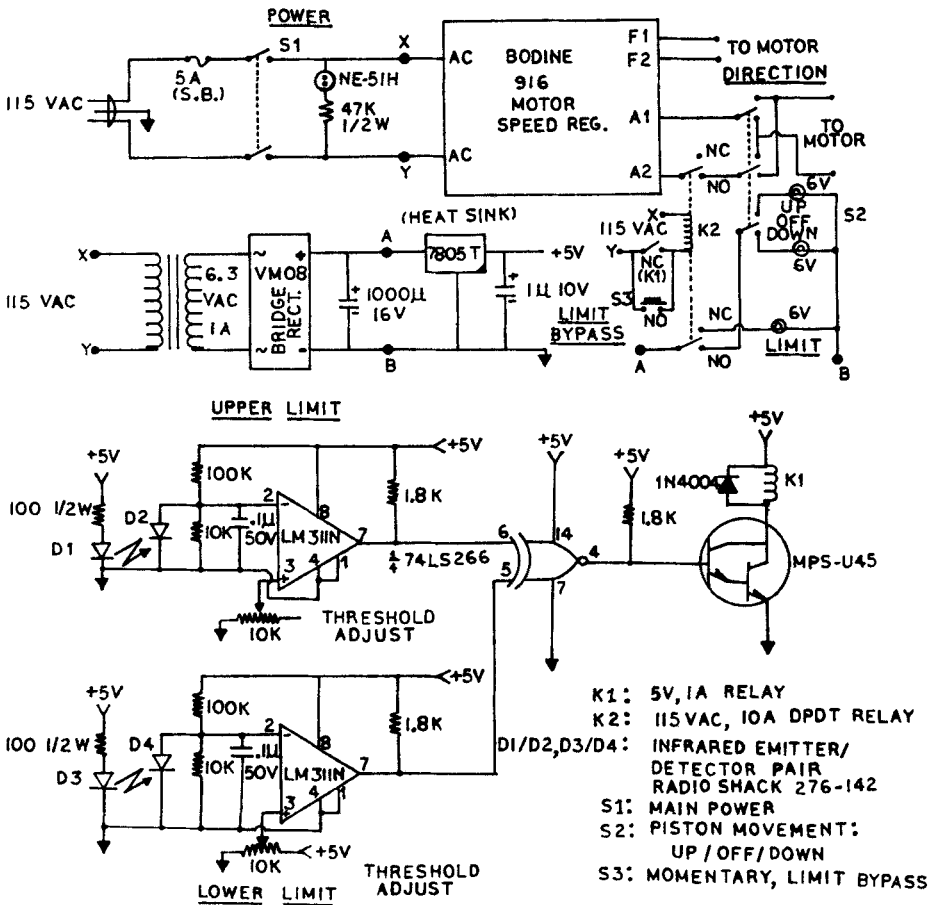 POWER
S1
5A
(S.B.)
115 VAC
NE-51H
47K
1/2W
X
Y
AC
AC
BODINE
916
MOTOR
SPEED REG.
F1
F2
A1
A2
TO MOTOR
DIRECTION
TO
MOTOR
NC
NO
6V
UP
OFF
DOWN
6V
S2
X
115 VAC
Y
K2
NC
(K1)
S3
NO
LIMIT
BYPASS
NC
NO
6V
LIMIT
A
B
X
115 VAC
Y
6.3
VAC
1A
~
~
VM08
BRIDGE
RECT.
+
-
A
B
+
1000μ
16V
(HEAT SINK)
7805T
+5V
+
1μ 10V
UPPER LIMIT
+5V
100 1/2W
D1
D2
100K
10K
.1μ
50V
2
-
LM311N
8
7
4
1
3
+
10K
THRESHOLD
ADJUST
+5V
1.8K
1/4 74LS266
+5V
6
5
14
4
7
+5V
1.8K
+5V
1N4004
K1
MPS-U45
+5V
100 1/2W
D3
D4
100K
10K
.1μ
50V
2
-
LM311N
8
7
4
1
3
+
10K
+5V
THRESHOLD
ADJUST
+5V
1.8K
LOWER LIMIT
K1: 5V, 1A RELAY
K2: 115VAC, 10A DPDT RELAY
D1/D2, D3/D4: INFRARED EMITTER/
DETECTOR PAIR
RADIO SHACK 276-142
S1: MAIN POWER
S2: PISTON MOVEMENT:
UP / OFF / DOWN
S3: MOMENTARY, LIMIT BYPASS